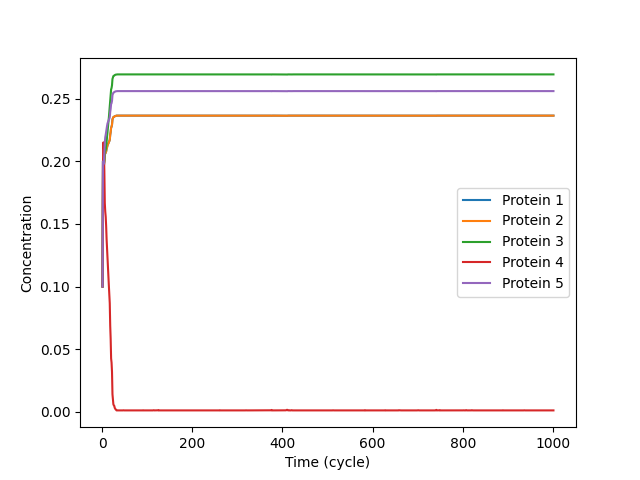 0.25
0.20
0.15
0.10
0.05
0.00
Concentration
Protein 1
Protein 2
Protein 3
Protein 4
Protein 5
0 200 400 600 800 1000
Time (cycle)